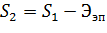 S₂ = S₁ − Ээп